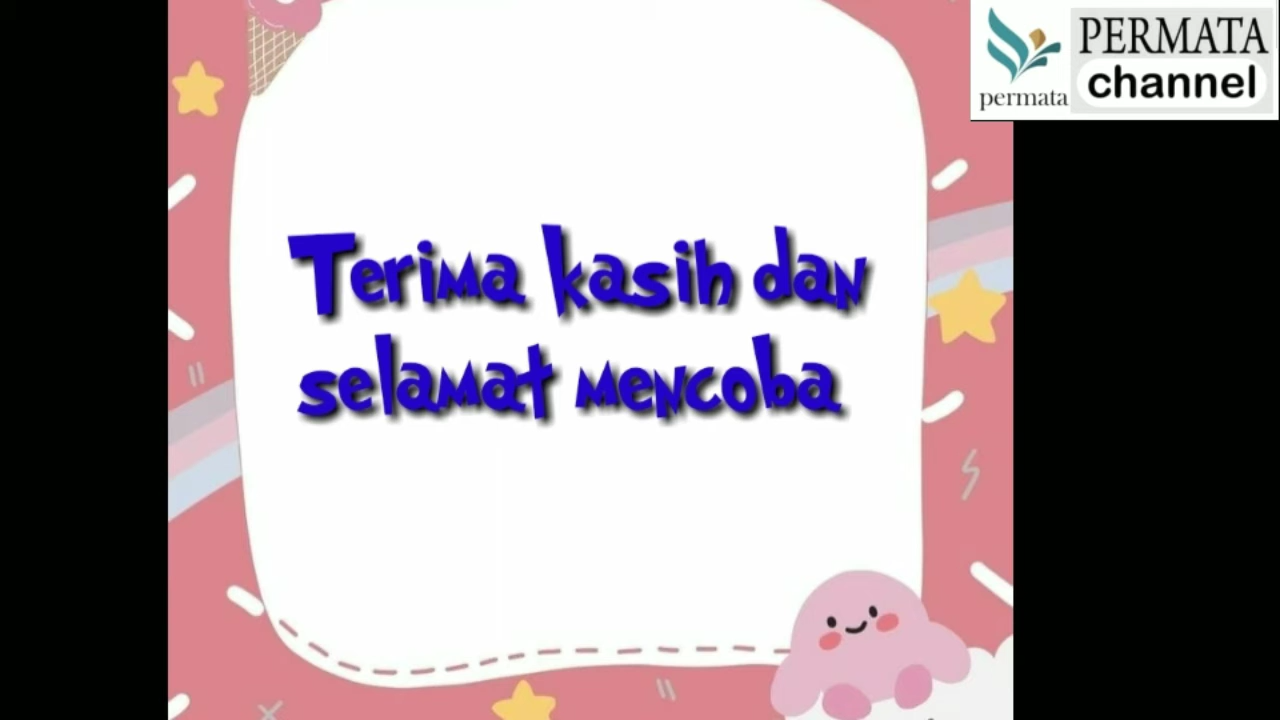 PERMATA
channel
permata
Terima kasih dan
selamat mencoba